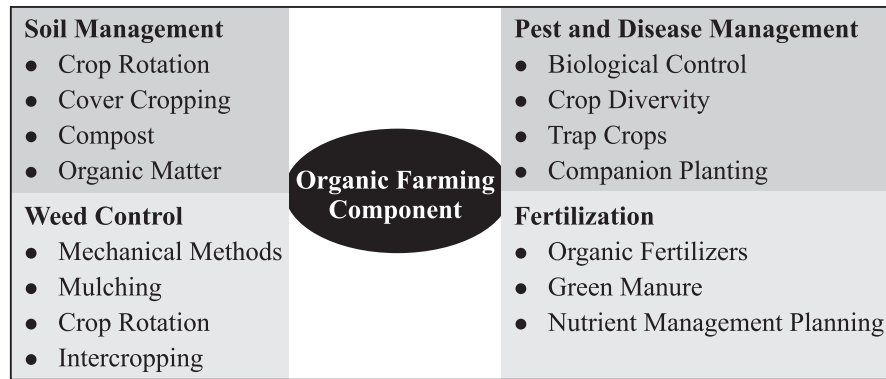 Soil Management
● Crop Rotation
● Cover Cropping
● Compost
● Organic Matter
Weed Control
● Mechanical Methods
● Mulching
● Crop Rotation
● Intercropping
Organic Farming
Component
Pest and Disease Management
● Biological Control
● Crop Divervity
● Trap Crops
● Companion Planting
Fertilization
● Organic Fertilizers
● Green Manure
● Nutrient Management Planning